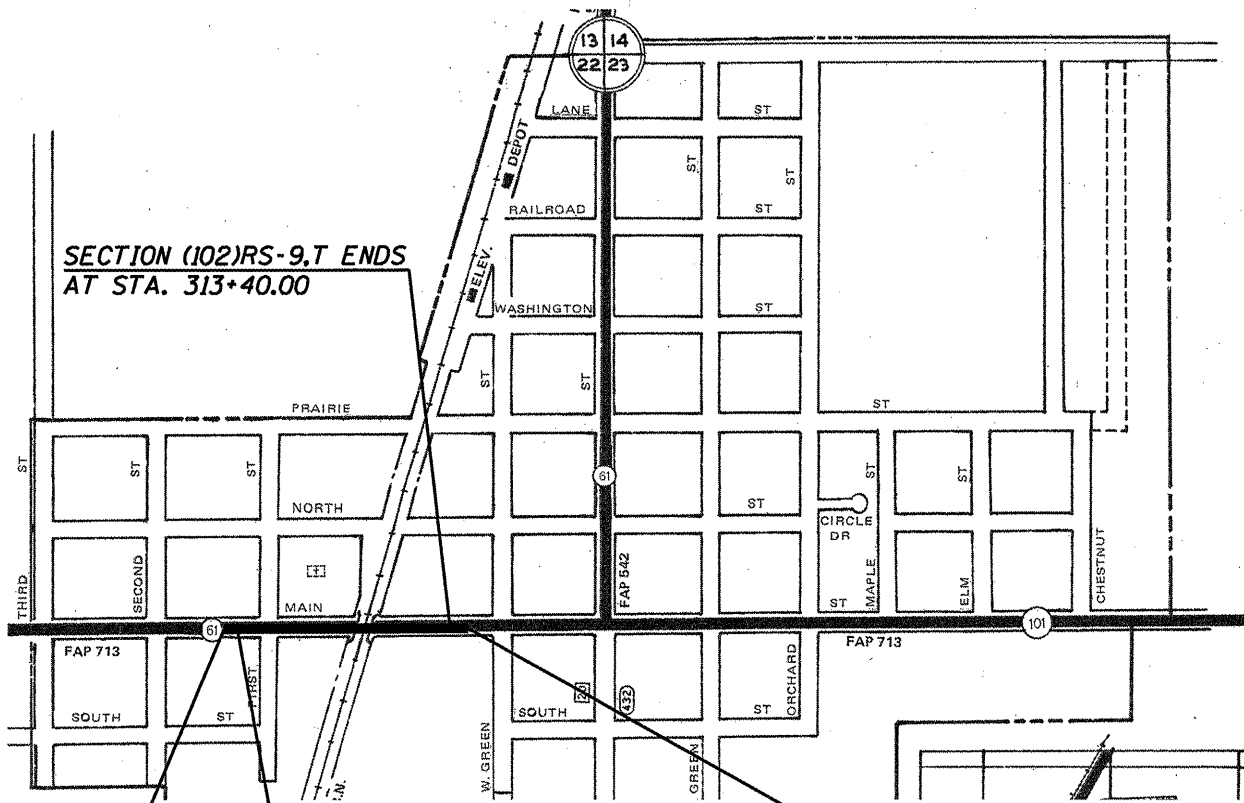 13 14
22 23
LANE ST
DEPOT
ST
ST
RAILROAD ST
SECTION (102)RS-9,T ENDS
AT STA. 313+40.00
ELEV.
WASHINGTON ST
ST
ST
PRAIRIE ST
ST
ST
ST
ST
ST
61
NORTH ST
CIRCLE
DR
THIRD
SECOND
MAIN ST
FAP 542
MAPLE
ELM
CHESTNUT
61
101
FAP 713
FAP 713
FIRST
ORCHARD
SOUTH ST
SOUTH ST
20
432
W. GREEN
GREEN